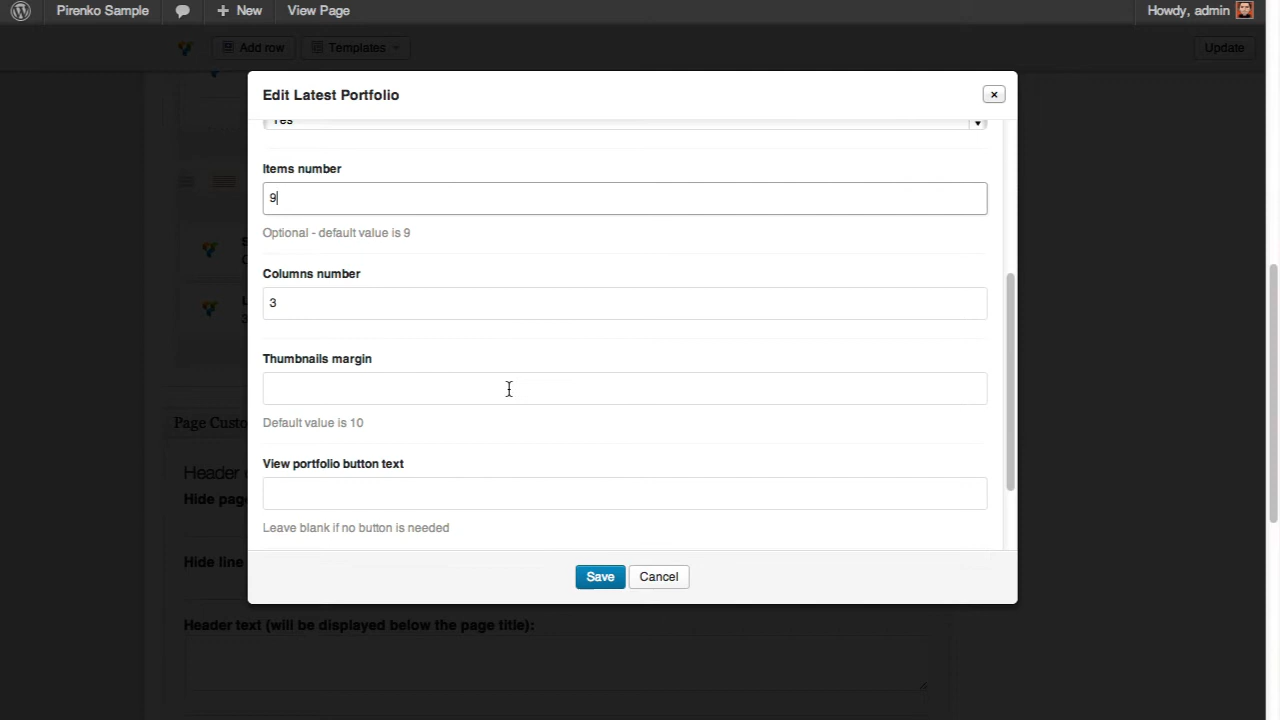 Pirenko Sample
New
View Page
Howdy, admin
Add row
Templates
Update
Edit Latest Portfolio
×
Yes
Items number
9
Optional - default value is 9
Columns number
3
Thumbnails margin
Default value is 10
Page Custo
View portfolio button text
Header
Hide pag
Leave blank if no button is needed
Hide line
Save
Cancel
Header text (will be displayed below the page title):